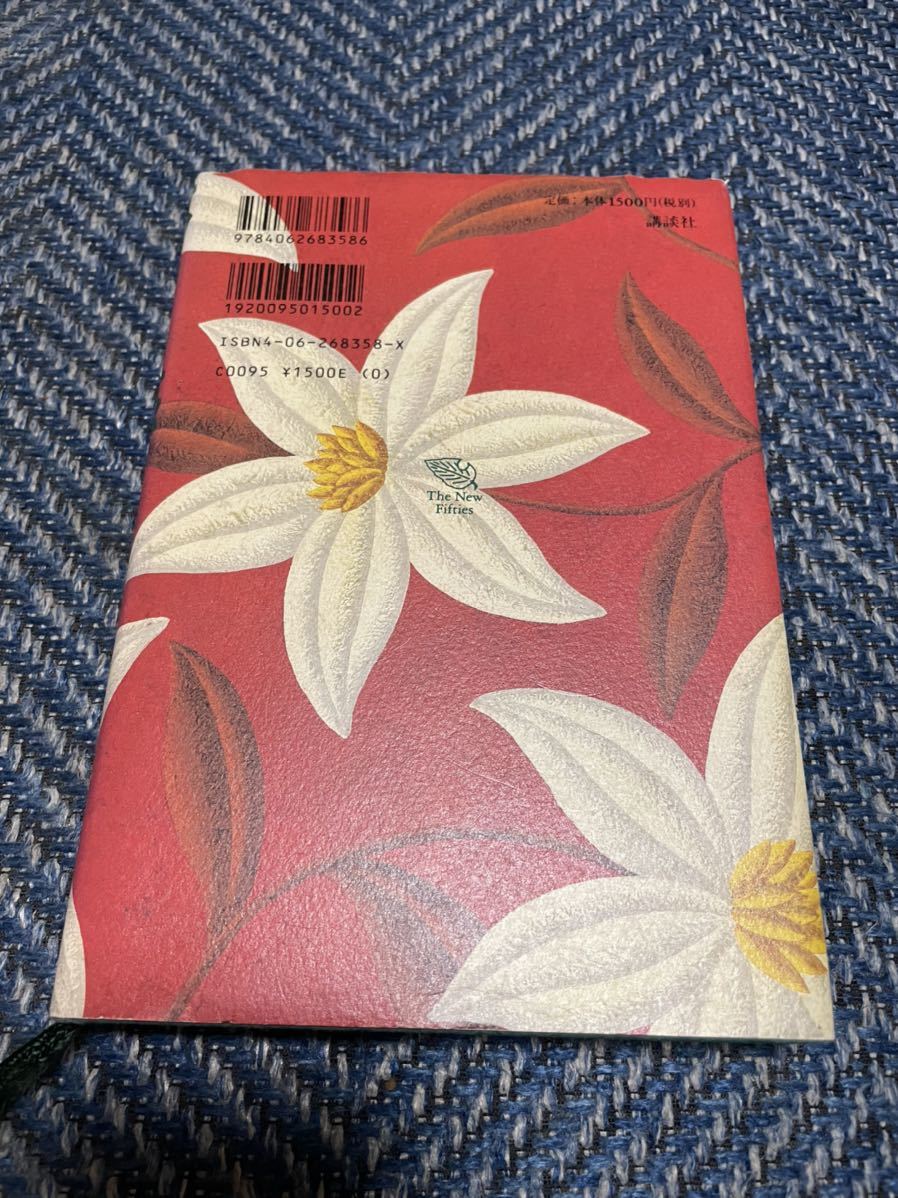 9784062683586
1920095015002
ISBN4-06-268358-X
C0095 ¥1500E (0)
定価：本体1500円(税別)
講談社
The New
Fifties